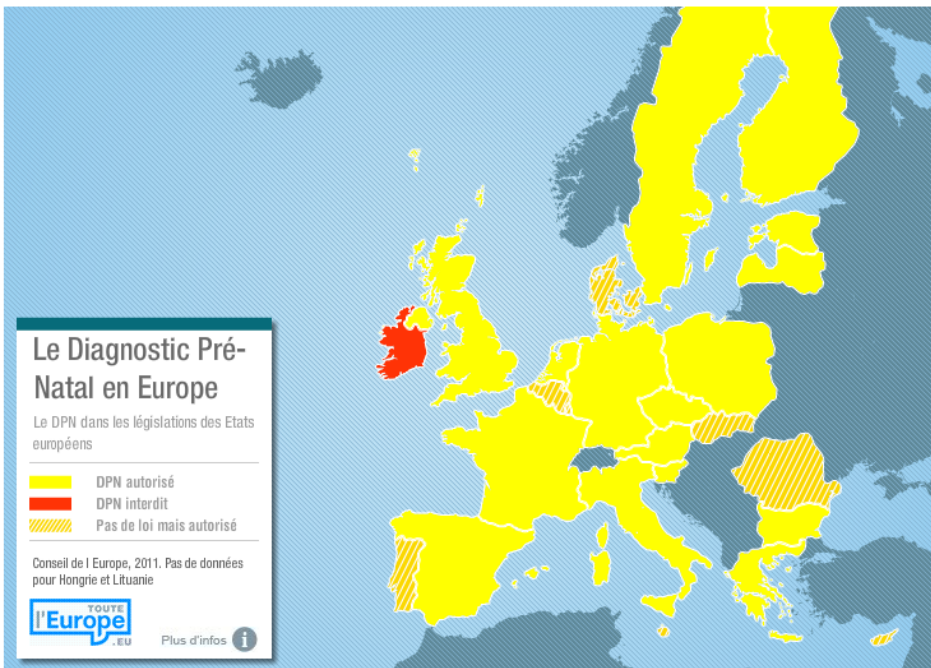 Le Diagnostic Pré-
Natal en Europe
Le DPN dans les législations des Etats
européens
DPN autorisé
DPN interdit
Pas de loi mais autorisé
Conseil de l Europe, 2011. Pas de données
pour Hongrie et Lituanie
TOUTE
l'Europe
.EU
Plus d'infos i